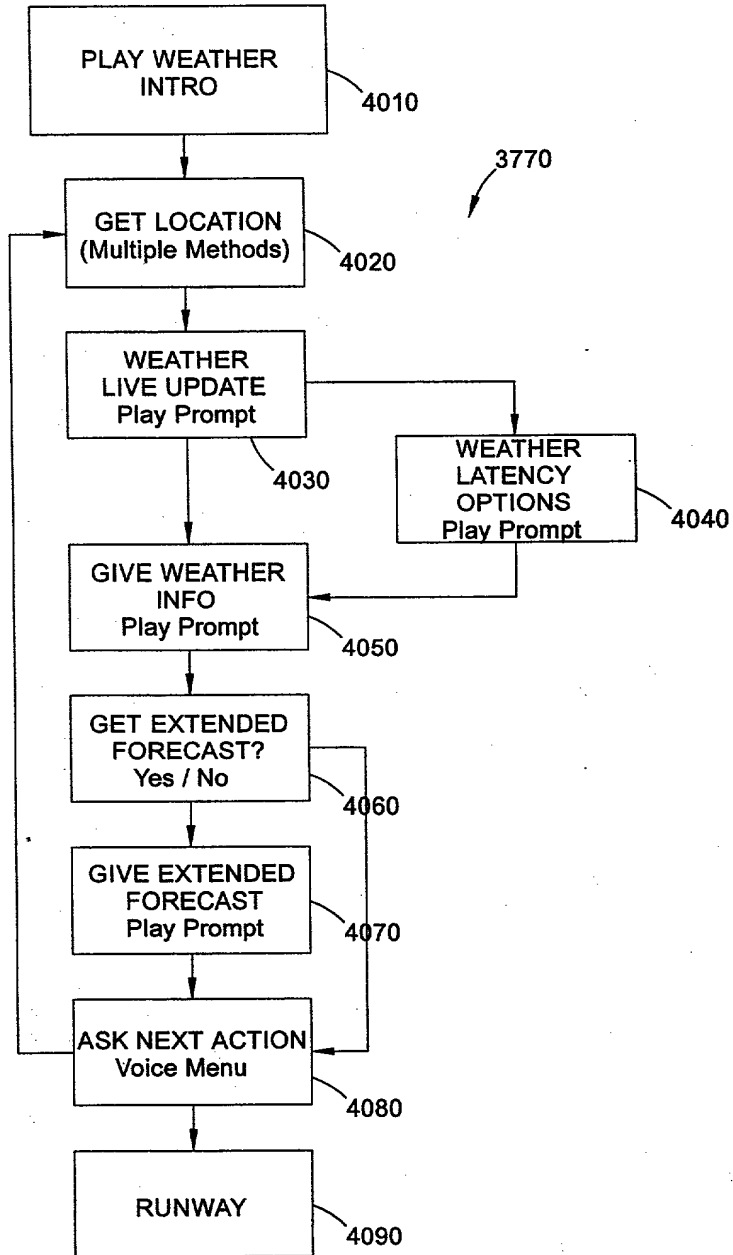 PLAY WEATHER
INTRO
4010
3770
GET LOCATION
(Multiple Methods)
4020
WEATHER
LIVE UPDATE
Play Prompt
4030
WEATHER
LATENCY
OPTIONS
Play Prompt
4040
GIVE WEATHER
INFO
Play Prompt
4050
GET EXTENDED
FORECAST?
Yes / No
4060
GIVE EXTENDED
FORECAST
Play Prompt
4070
ASK NEXT ACTION
Voice Menu
4080
RUNWAY
4090